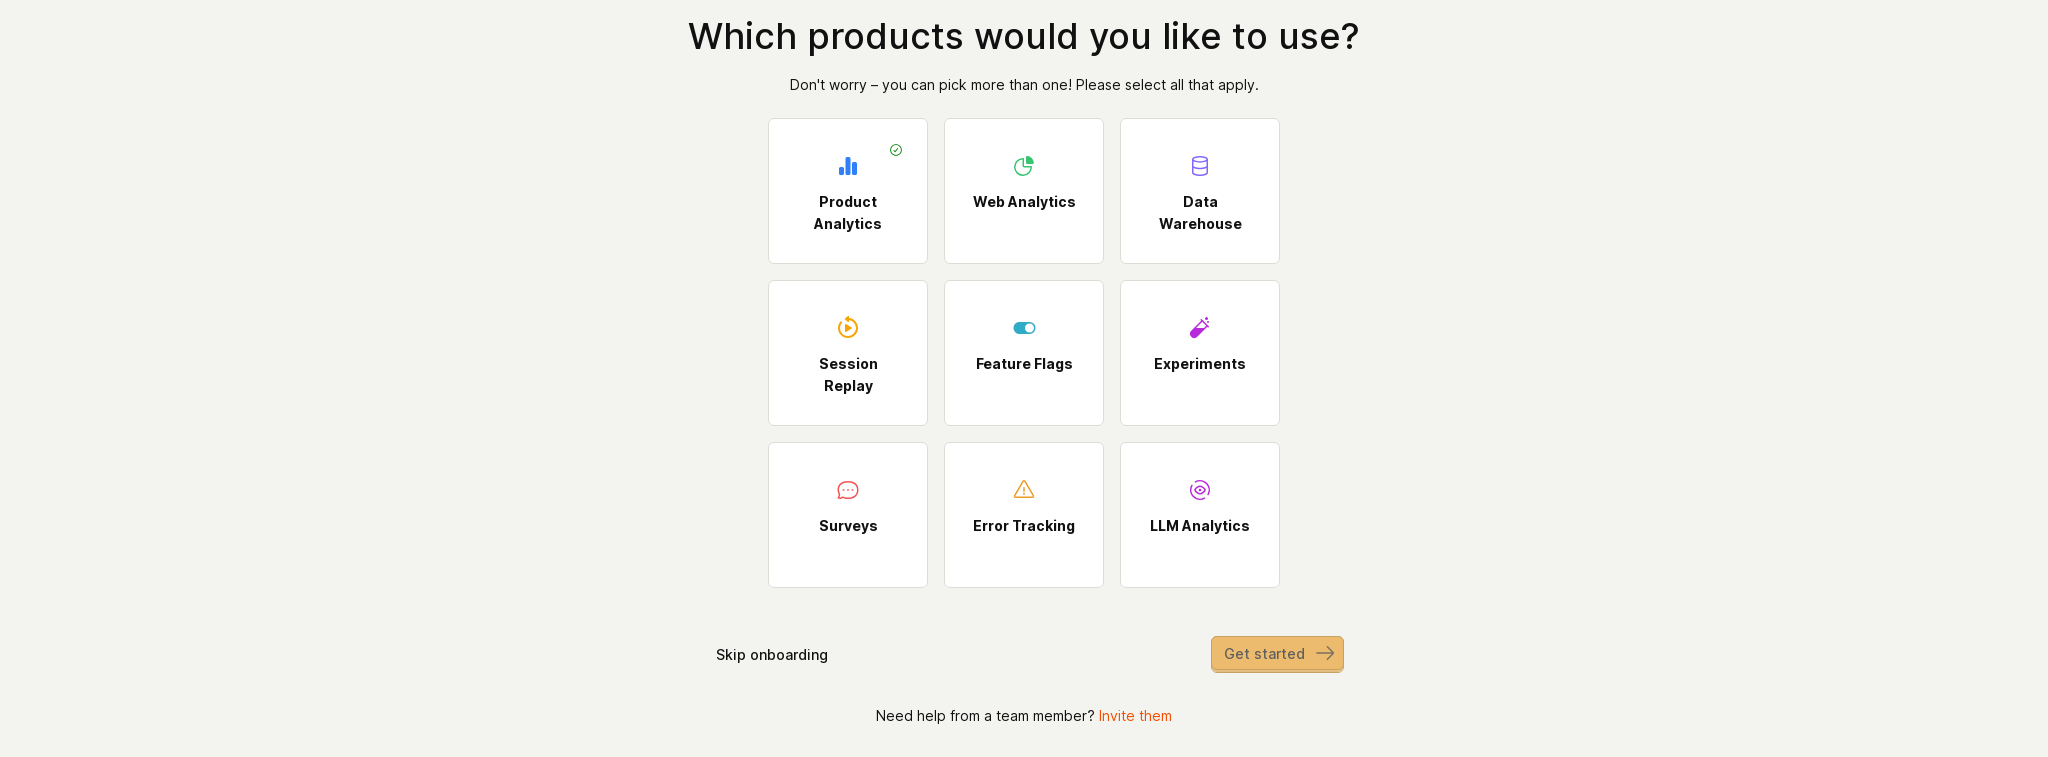 Which products would you like to use?
Don't worry – you can pick more than one! Please select all that apply.
Product
Analytics
Web Analytics
Data
Warehouse
Session
Replay
Feature Flags
Experiments
Surveys
Error Tracking
LLM Analytics
Skip onboarding
Get started
Need help from a team member? Invite them